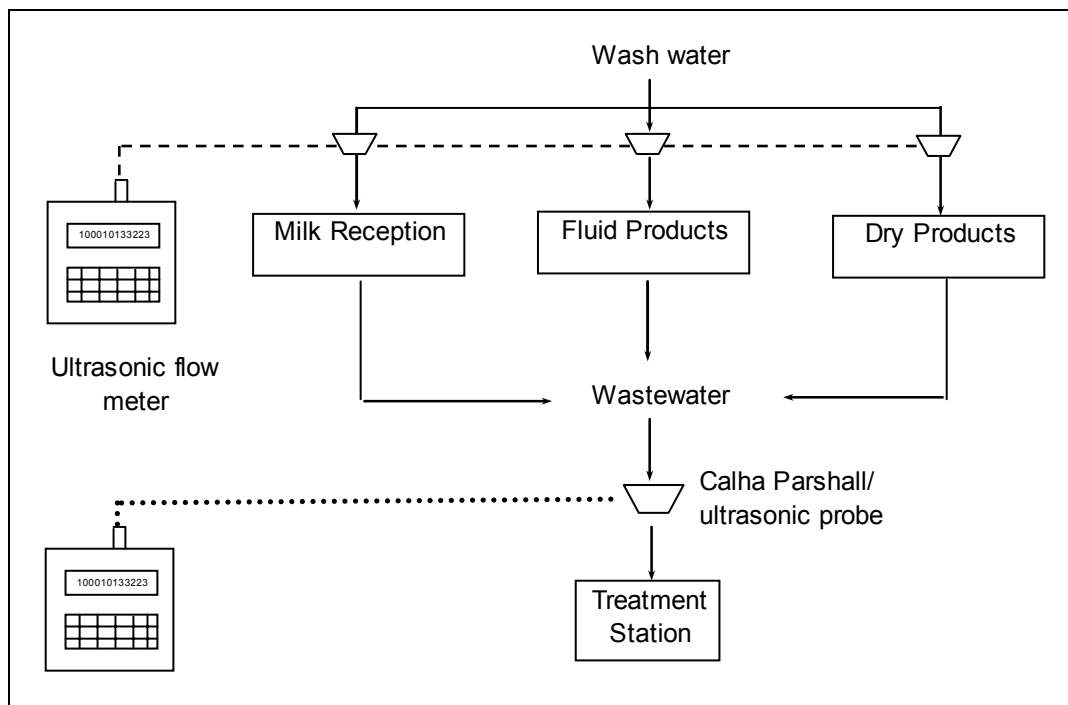 Wash water
100010133223
Milk Reception
Fluid Products
Dry Products
Ultrasonic flow
meter
Wastewater
Calha Parshall/
ultrasonic probe
100010133223
Treatment
Station